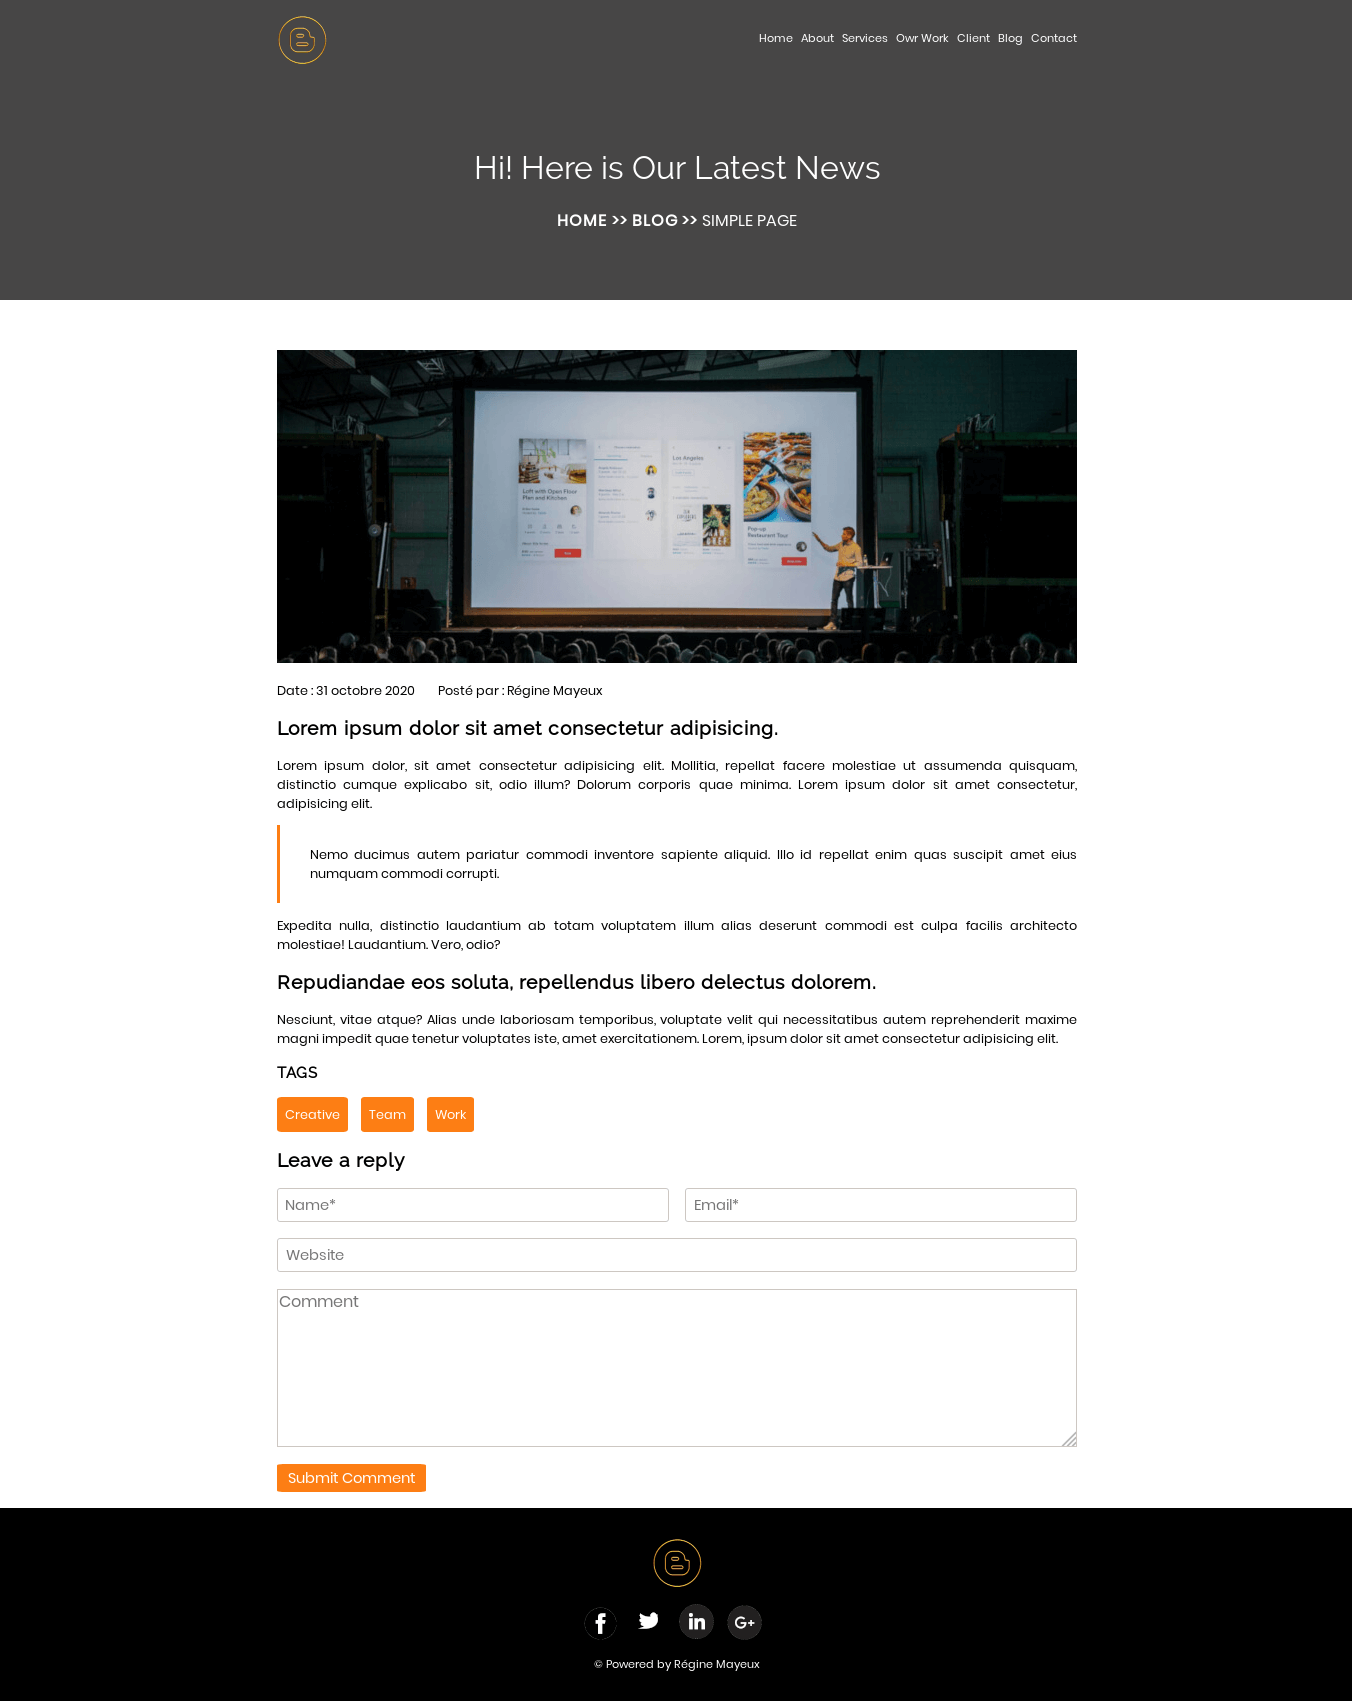 Home About Services Owr Work Client Blog Contact
Hi! Here is Our Latest News
HOME >> BLOG >> SIMPLE PAGE
Loft with Open Floor
Plan and Kitchen
Los Angeles
Pop-up
Restaurant Tour
Date : 31 octobre 2020 Posté par : Régine Mayeux
Lorem ipsum dolor sit amet consectetur adipisicing.
Lorem ipsum dolor, sit amet consectetur adipisicing elit. Mollitia, repellat facere molestiae ut assumenda quisquam,
distinctio cumque explicabo sit, odio illum? Dolorum corporis quae minima. Lorem ipsum dolor sit amet consectetur,
adipisicing elit.
Nemo ducimus autem pariatur commodi inventore sapiente aliquid. Illo id repellat enim quas suscipit amet eius
numquam commodi corrupti.
Expedita nulla, distinctio laudantium ab totam voluptatem illum alias deserunt commodi est culpa facilis architecto
molestiae! Laudantium. Vero, odio?
Repudiandae eos soluta, repellendus libero delectus dolorem.
Nesciunt, vitae atque? Alias unde laboriosam temporibus, voluptate velit qui necessitatibus autem reprehenderit maxime
magni impedit quae tenetur voluptates iste, amet exercitationem. Lorem, ipsum dolor sit amet consectetur adipisicing elit.
TAGS
Creative Team Work
Leave a reply
Name* Email*
Website
Comment
Submit Comment
© Powered by Régine Mayeux